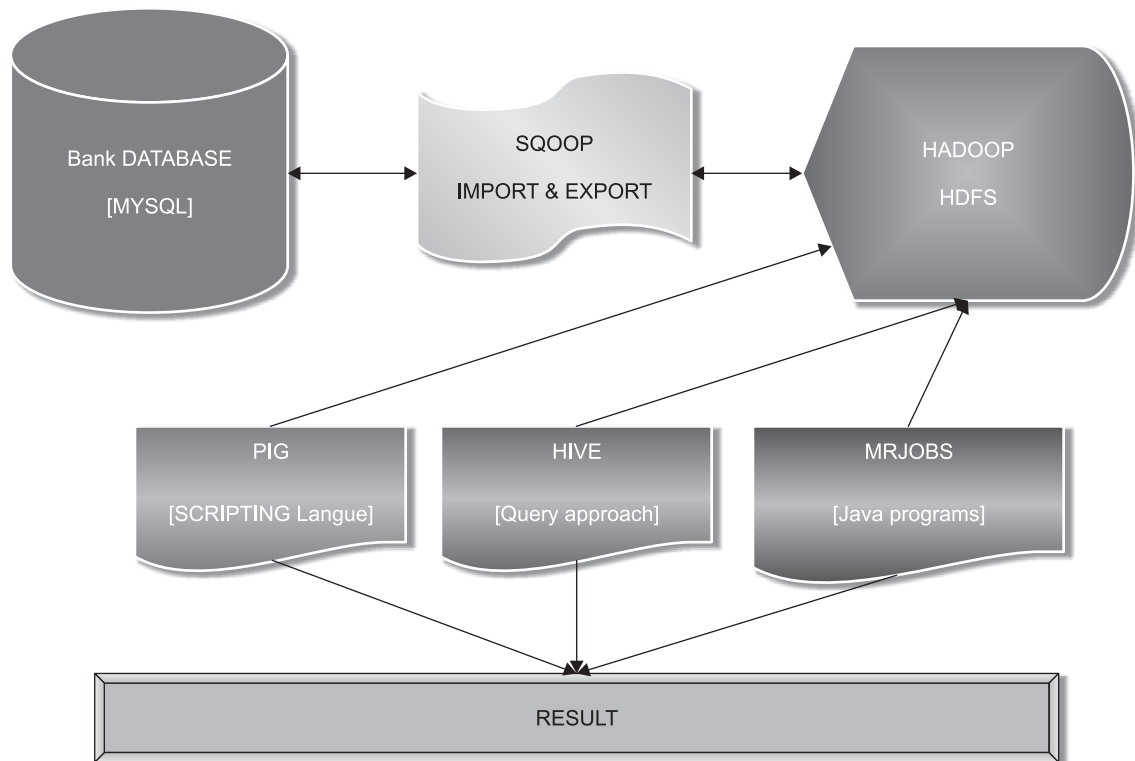 Bank DATABASE
[MYSQL]
SQOOP
IMPORT & EXPORT
HADOOP
HDFS
PIG
[SCRIPTING Langue]
HIVE
[Query approach]
MRJOBS
[Java programs]
RESULT